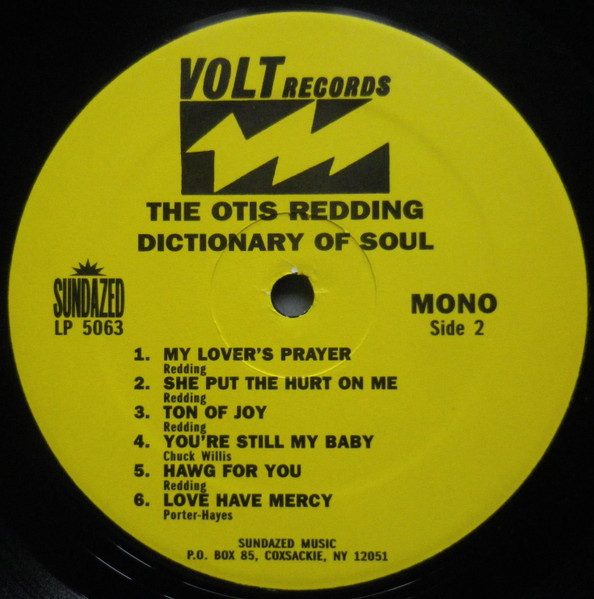 VOLT RECORDS
THE OTIS REDDING
DICTIONARY OF SOUL
SUNDAZED
LP 5063
MONO
Side 2
1. MY LOVER'S PRAYER
Redding
2. SHE PUT THE HURT ON ME
Redding
3. TON OF JOY
Redding
4. YOU'RE STILL MY BABY
Chuck Willis
5. HAWG FOR YOU
Redding
6. LOVE HAVE MERCY
Porter-Hayes
SUNDAZED MUSIC
P.O. BOX 85, COXSACKIE, NY 12051